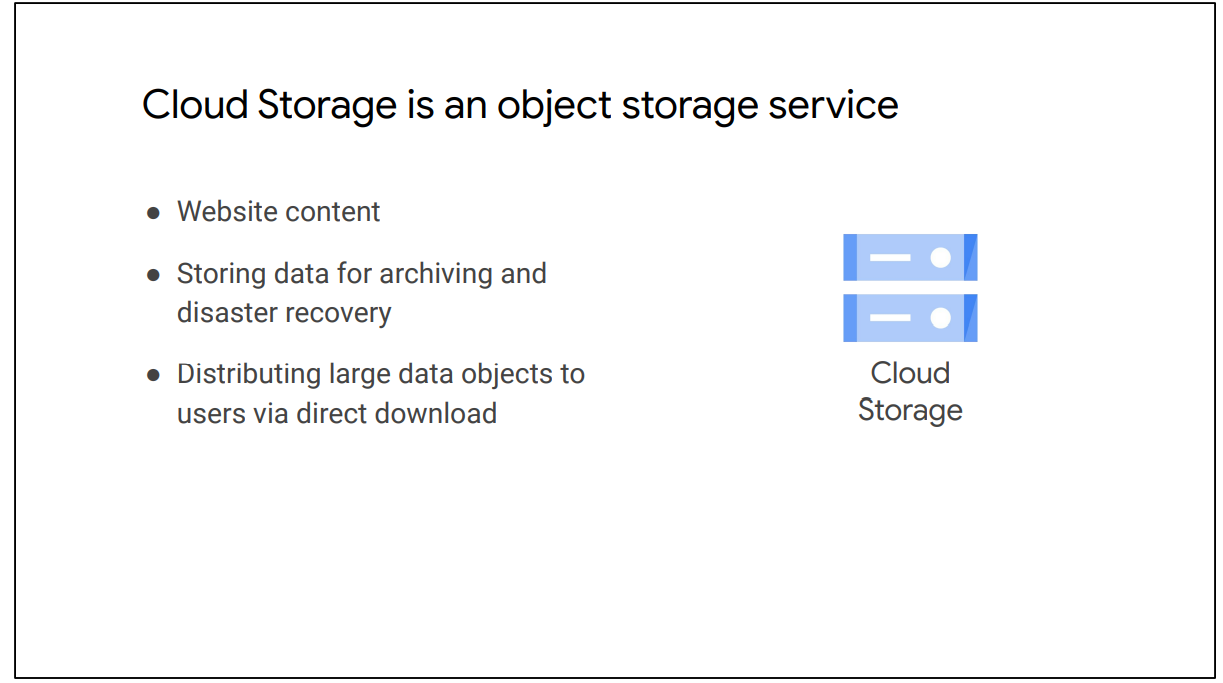 Cloud Storage is an object storage service
● Website content
● Storing data for archiving and
disaster recovery
● Distributing large data objects to
users via direct download
Cloud
Storage